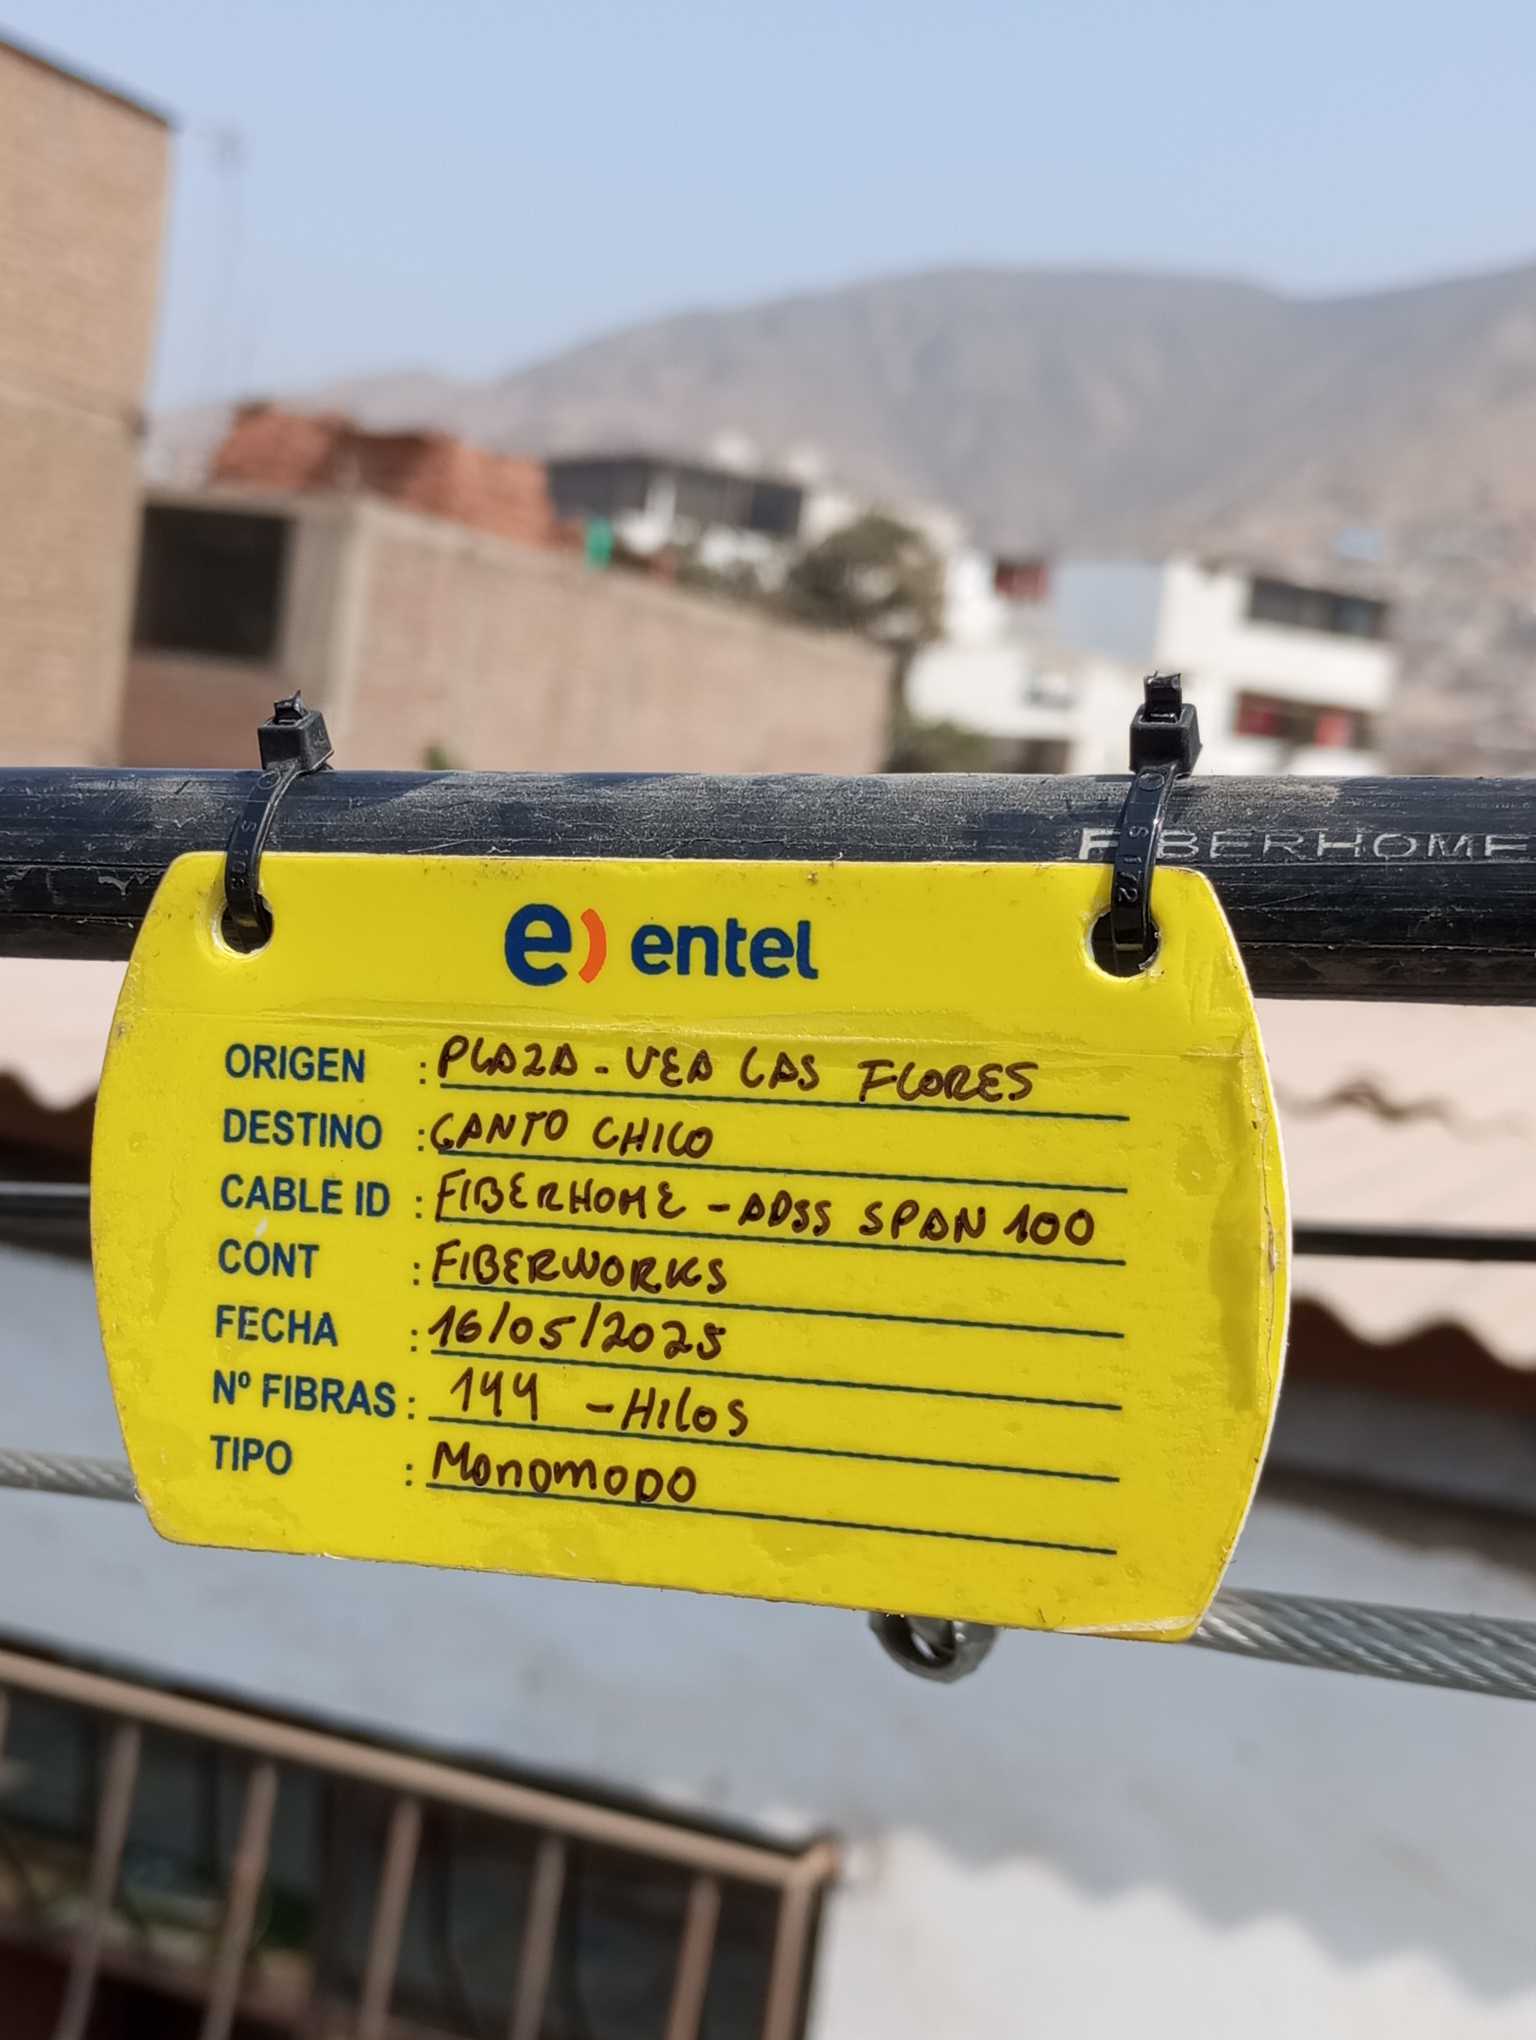 FIBERHOME
e) entel
ORIGEN : PLAZA - VEA LAS FLORES
DESTINO : CANTO CHICO
CABLE ID : FIBERHOME - ADSS SPAN 100
CONT : FIBERWORKS
FECHA : 16/05/2025
Nº FIBRAS : 144 - HILOS
TIPO : MONOMODO